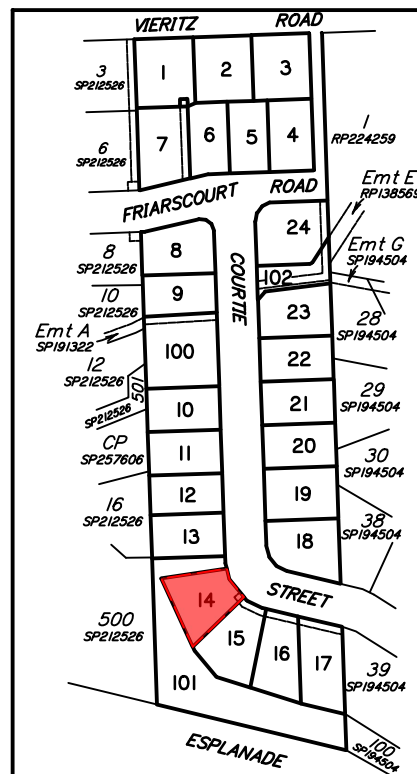 VIERITZ ROAD
3
SP212526
1
2
3
1
RP224259
6
SP212526
7
6
5
4
FRIARSCOURT ROAD
Emt E
RP138569
8
SP212526
8
24
Emt G
SP194504
COURTIE
10
SP212526
9
102
28
SP194504
Emt A
SP191322
23
100
12
SP212526
501
SP212526
22
29
SP194504
10
21
CP
SP257606
11
20
30
SP194504
16
SP212526
12
19
38
SP194504
13
18
STREET
14
500
SP212526
15
16
17
39
SP194504
101
ESPLANADE
100
SP194504